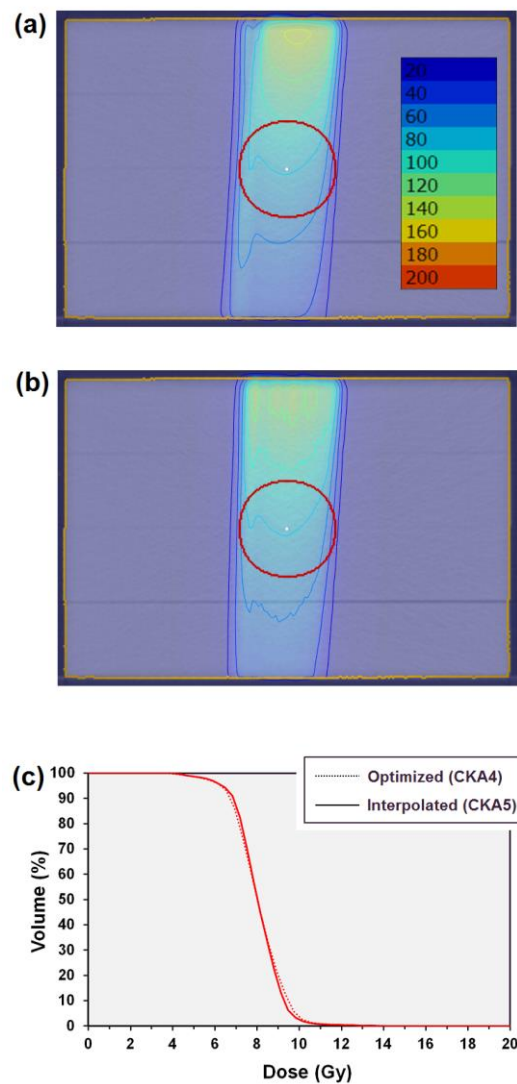 (a)
20
40
60
80
100
120
140
160
180
200
(b)
(c)
100
90
80
70
60
50
40
30
20
10
0
Volume (%)
Optimized (CKA4)
Interpolated (CKA5)
0 2 4 6 8 10 12 14 16 18 20
Dose (Gy)